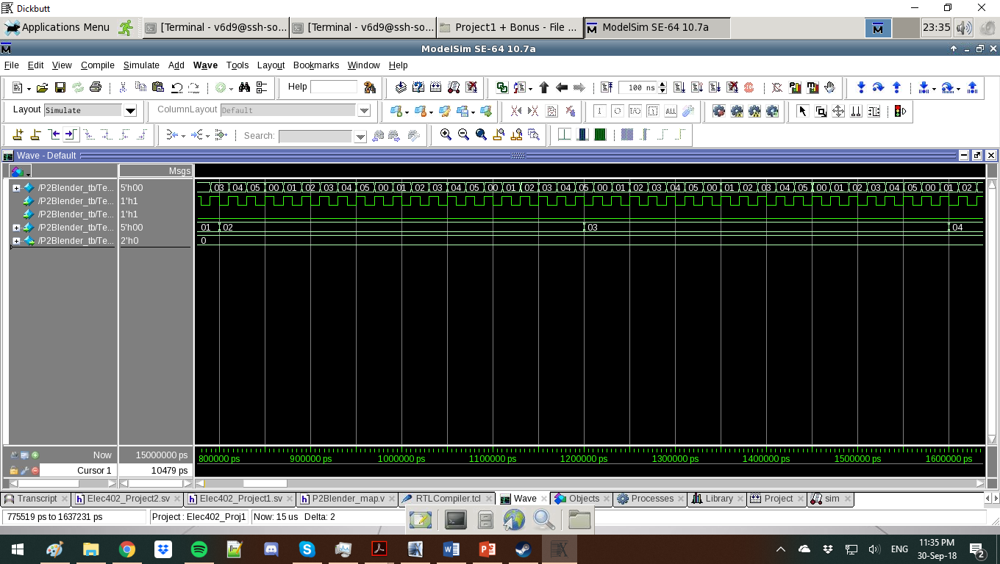 Dickbutt
Applications Menu [Terminal - v6d9@ssh-so... [Terminal - v6d9@ssh-so... Project1 + Bonus - File ... ModelSim SE-64 10.7a 23:35
ModelSim SE-64 10.7a
File Edit View Compile Simulate Add Wave Tools Layout Bookmarks Window Help
Help 100 ns
Layout Simulate ColumnLayout Default
Search:
Wave - Default
Msgs
/P2Blender_tb/Te... 5'h00 03 04 05 00 01 02 03 04 05 00 01 02 03 04 05 00 01 02 03 04 05 00 01 02 03 04 05 00 01 02 03 04 05 00 01 02 03 04 05 00 01 02
/P2Blender_tb/Te... 1'h1
/P2Blender_tb/Te... 1'h1
/P2Blender_tb/Te... 5'h00 01 02 03 04
/P2Blender_tb/Te... 2'h0 0
Now 15000000 ps 800000 ps 900000 ps 1000000 ps 1100000 ps 1200000 ps 1300000 ps 1400000 ps 1500000 ps 1600000 ps
Cursor 1 10479 ps
Transcript Elec402_Project2.sv Elec402_Project1.sv P2Blender_map.v RTLCompiler.tcl Wave Objects Processes Library Project sim
775519 ps to 1637231 ps Project : Elec402_Proj1 Now: 15 us Delta: 2
ENG 11:35 PM
30-Sep-18 2